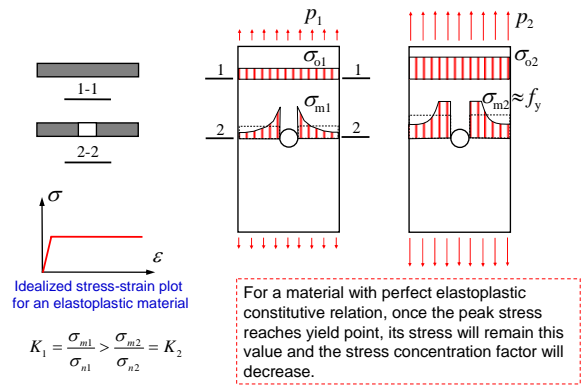 p1
p2
σo1
σo2
1
1
1-1
σm1
σm2≈fy
2
2
2-2
σ
ε
Idealized stress-strain plot
for an elastoplastic material
K1 = σm1/σn1 > σm2/σn2 = K2
For a material with perfect elastoplastic
constitutive relation, once the peak stress
reaches yield point, its stress will remain this
value and the stress concentration factor will
decrease.